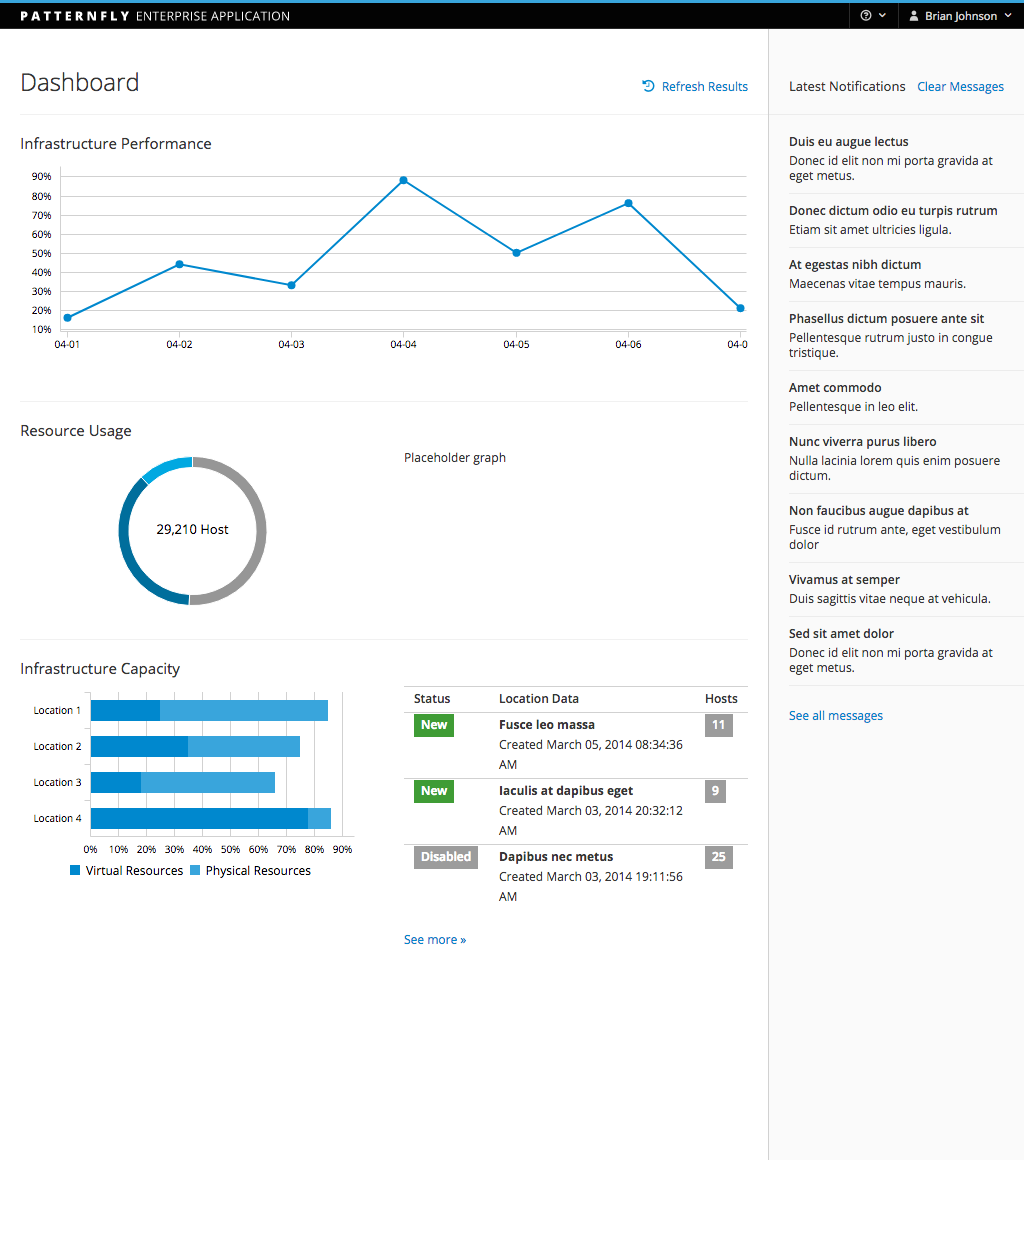 PATTERNFLY ENTERPRISE APPLICATION
Brian Johnson
Dashboard
Refresh Results
Infrastructure Performance
90%
80%
70%
60%
50%
40%
30%
20%
10%
04-01 04-02 04-03 04-04 04-05 04-06 04-0
Resource Usage
29,210 Host
Placeholder graph
Infrastructure Capacity
Location 1
Location 2
Location 3
Location 4
0% 10% 20% 30% 40% 50% 60% 70% 80% 90%
Virtual Resources Physical Resources
Status Location Data Hosts
New Fusce leo massa 11
Created March 05, 2014 08:34:36
AM
New Iaculis at dapibus eget 9
Created March 03, 2014 20:32:12
AM
Disabled Dapibus nec metus 25
Created March 03, 2014 19:11:56
AM
See more »
Latest Notifications Clear Messages
Duis eu augue lectus
Donec id elit non mi porta gravida at
eget metus.
Donec dictum odio eu turpis rutrum
Etiam sit amet ultricies ligula.
At egestas nibh dictum
Maecenas vitae tempus mauris.
Phasellus dictum posuere ante sit
Pellentesque rutrum justo in congue
tristique.
Amet commodo
Pellentesque in leo elit.
Nunc viverra purus libero
Nulla lacinia lorem quis enim posuere
dictum.
Non faucibus augue dapibus at
Fusce id rutrum ante, eget vestibulum
dolor
Vivamus at semper
Duis sagittis vitae neque at vehicula.
Sed sit amet dolor
Donec id elit non mi porta gravida at
eget metus.
See all messages